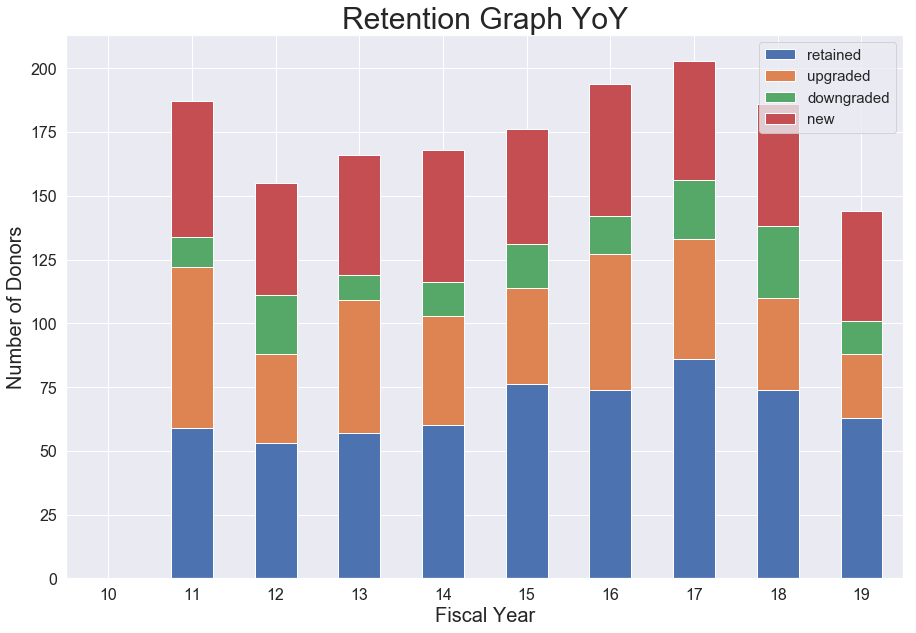 Retention Graph YoY
retained
upgraded
downgraded
new
200
175
150
125
100
75
50
25
0
Number of Donors
10 11 12 13 14 15 16 17 18 19
Fiscal Year